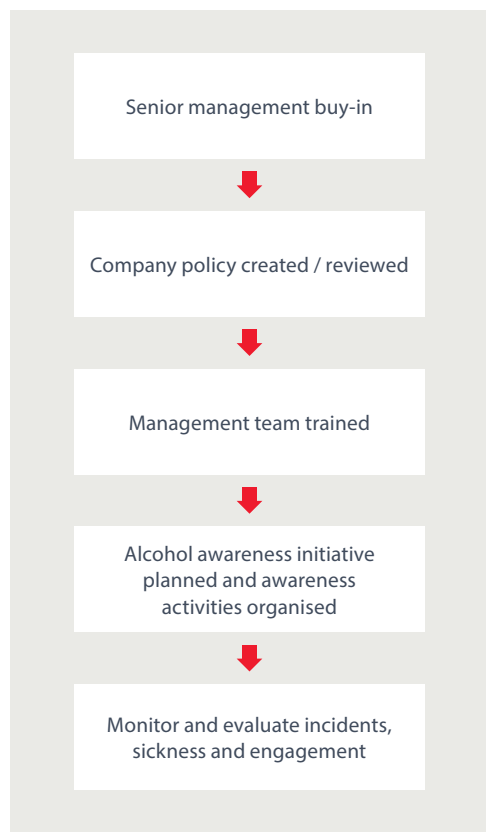 Senior management buy-in
Company policy created / reviewed
Management team trained
Alcohol awareness initiative
planned and awareness
activities organised
Monitor and evaluate incidents,
sickness and engagement